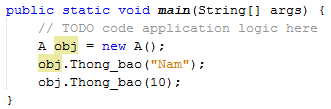 public static void main(String[] args) {
// TODO code application logic here
A obj = new A();
obj.Thong_bao("Nam");
obj.Thong_bao(10);
}